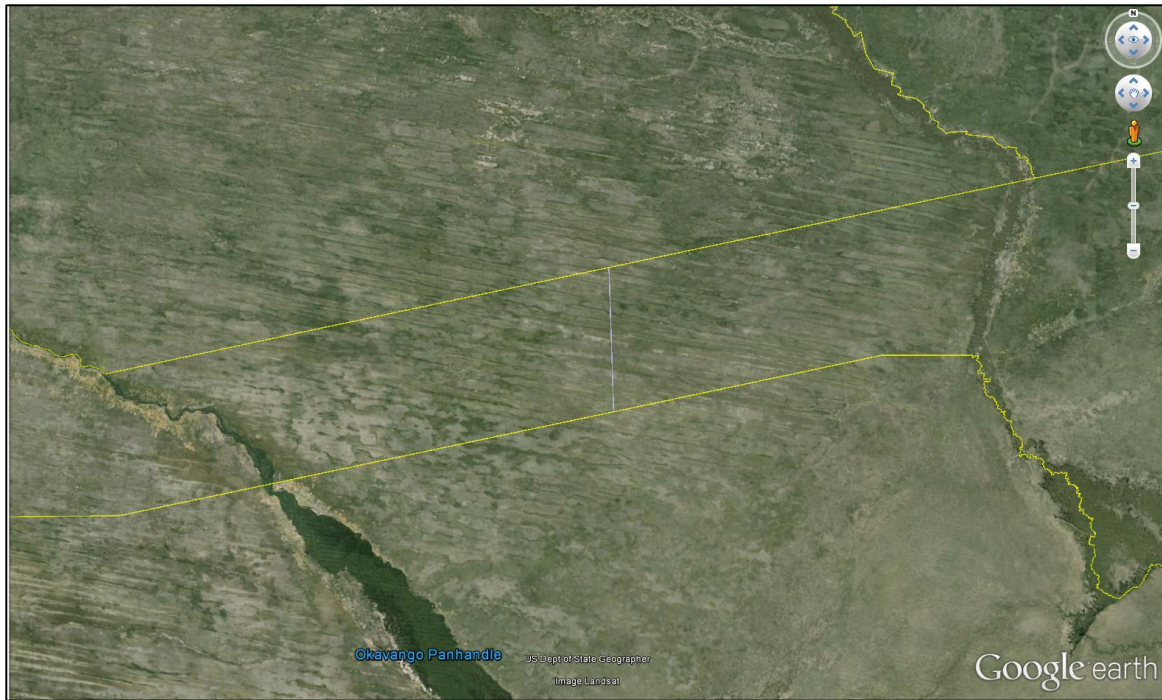 N
Okavango Panhandle
US Dept of State Geographer
Image Landsat
Google earth